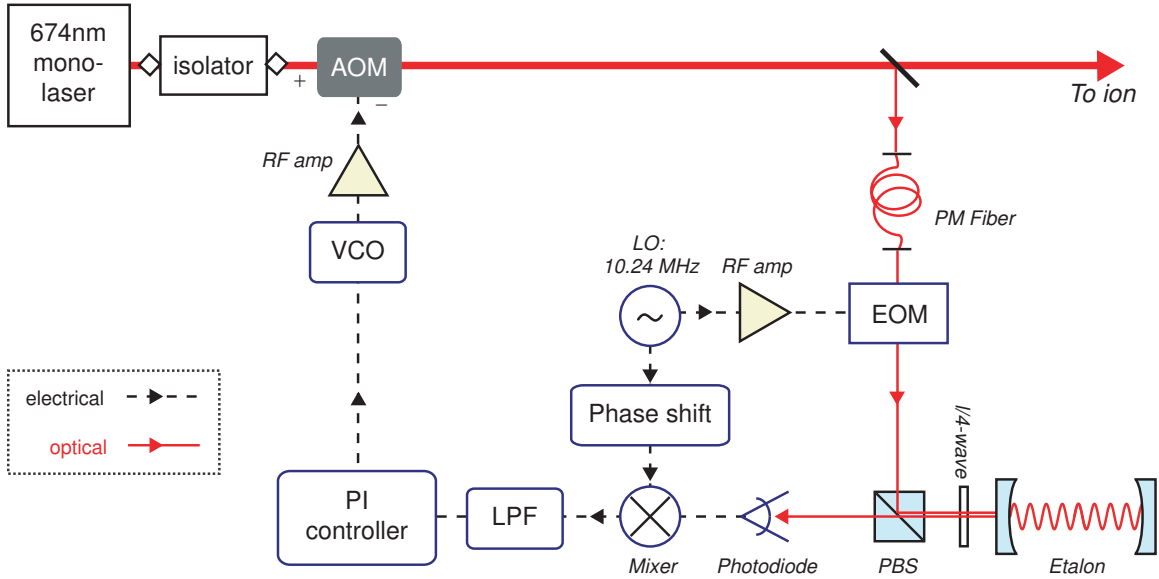 674nm
mono-
laser
isolator
+
AOM
−
To ion
RF amp
PM Fiber
VCO
LO:
10.24 MHz
RF amp
~
EOM
electrical
optical
Phase shift
l/4-wave
PI
controller
LPF
Mixer
Photodiode
PBS
Etalon